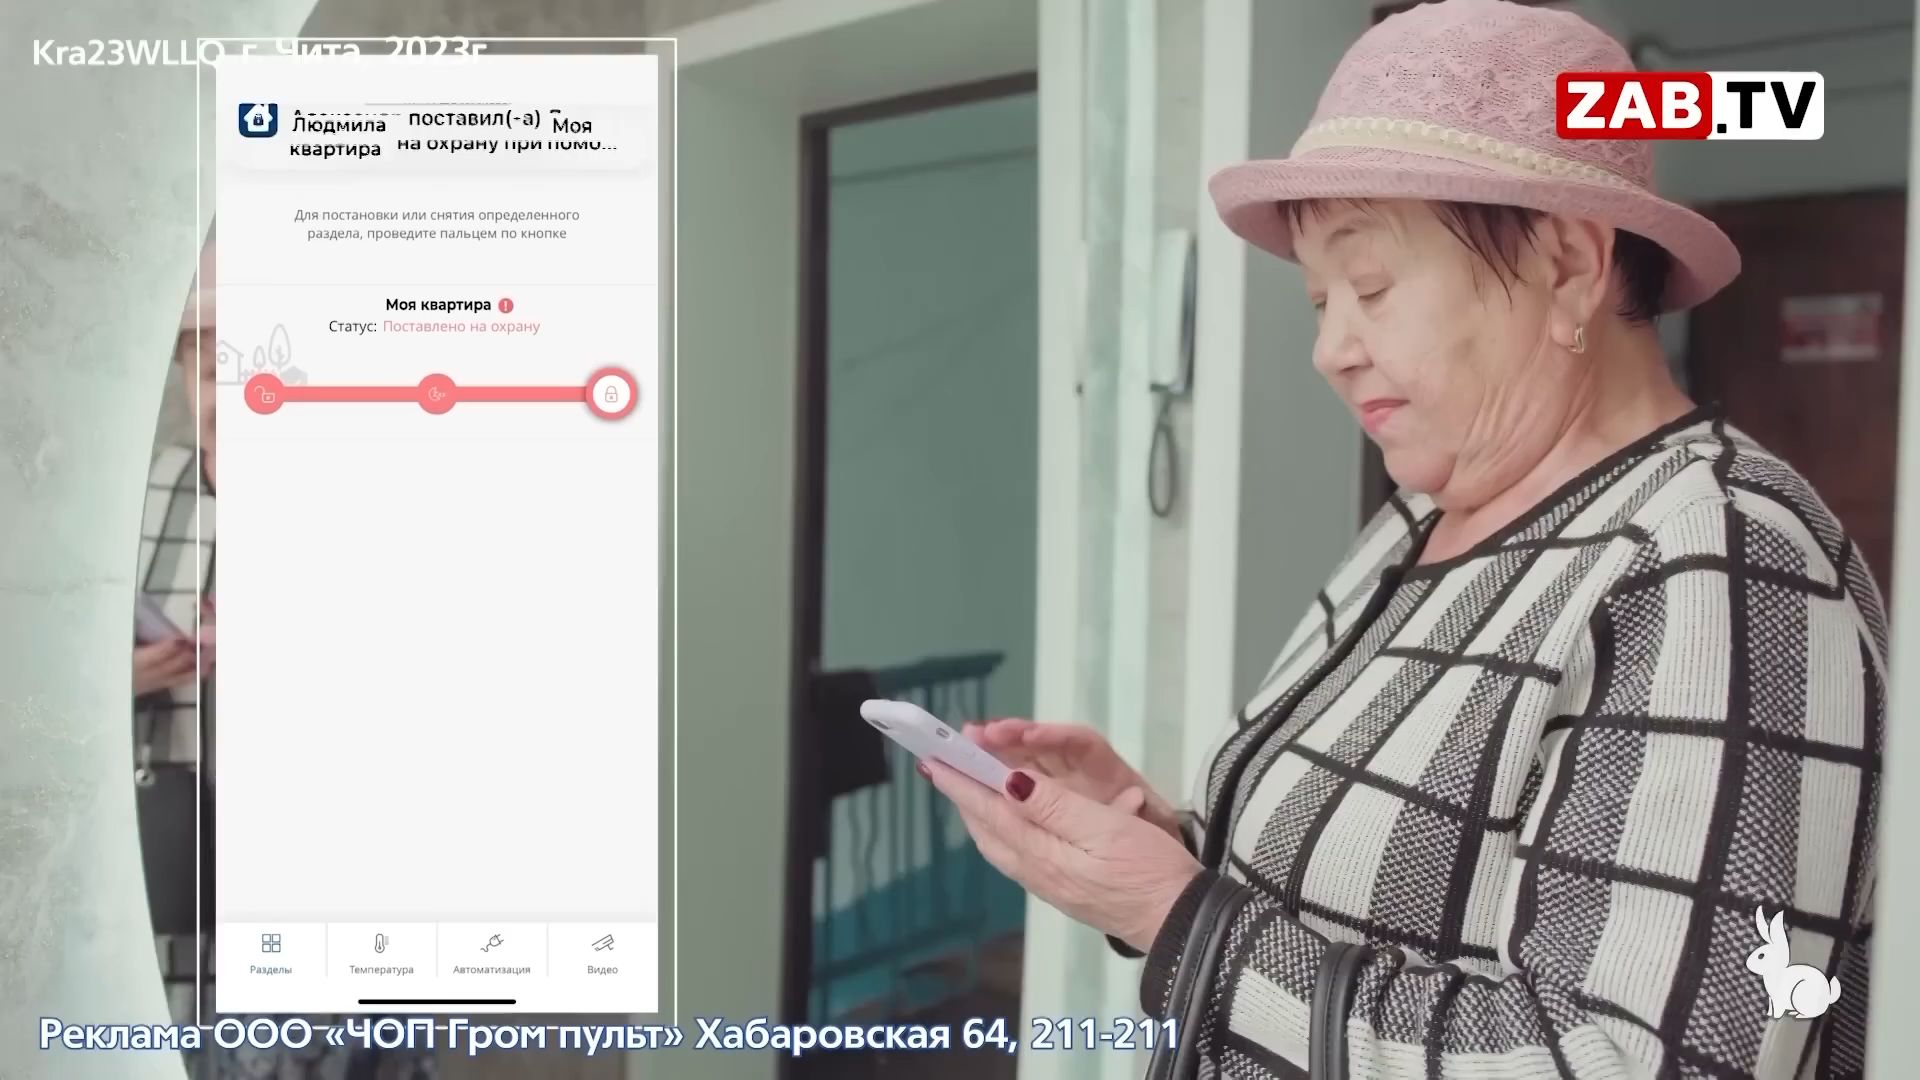 Kra23WLLQ г. Чита, 2023г.
ZAB.TV
Людмила поставил(-а) Моя
квартира на охрану при помо...
Для постановки или снятия определенного
раздела, проведите пальцем по кнопке
Моя квартира
Статус: Поставлено на охрану
Разделы Температура Автоматизация Видео
Реклама ООО «ЧОП Гром пульт» Хабаровская 64, 211-211